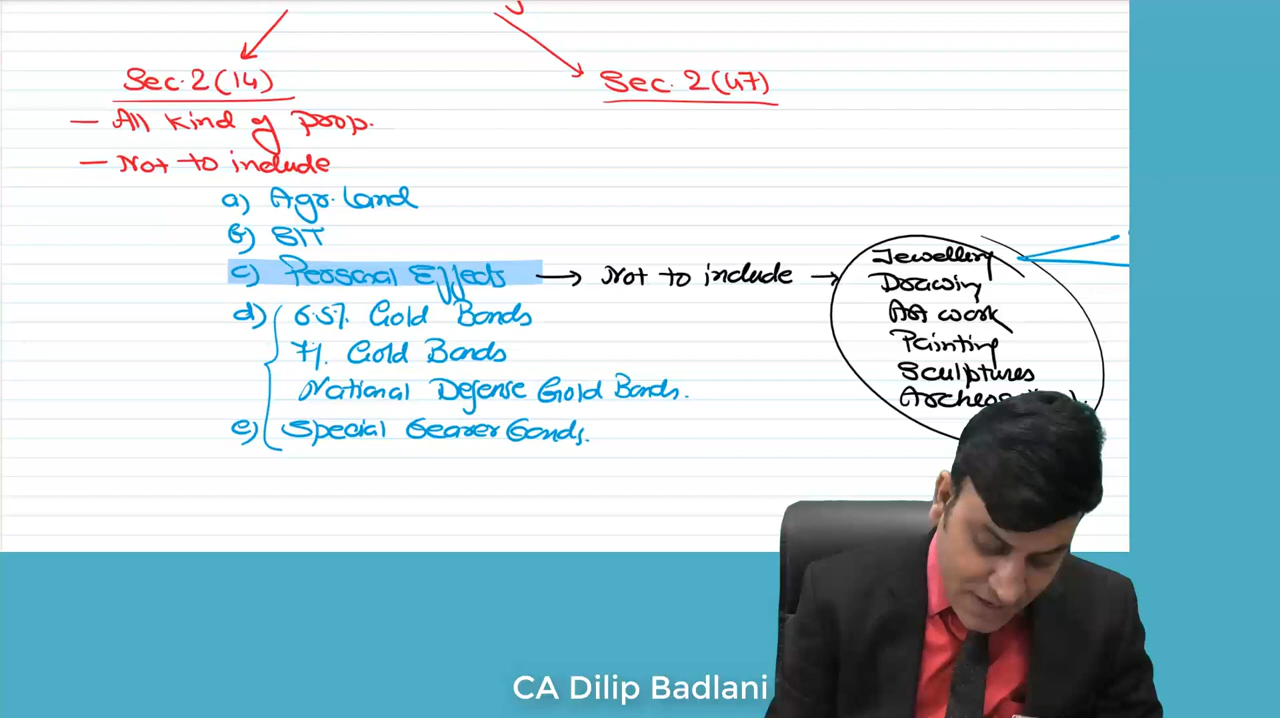 Sec. 2(14)
Sec. 2(47)
– All kind of prop.
– Not to include
a) Agr. Land
b) SIT
c) Personal Effects → Not to include →
Jewellery
Drawing
Art work
Painting
Sculptures
d) 6.5% Gold Bonds
7% Gold Bonds
National Defense Gold Bonds.
e) Special Bearer Bonds.
CA Dilip Badlani